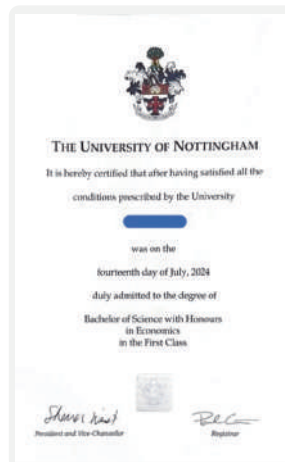 THE UNIVERSITY OF NOTTINGHAM
It is hereby certified that after having satisfied all the
conditions prescribed by the University
was on the
fourteenth day of July, 2024
duly admitted to the degree of
Bachelor of Science with Honours
in Economics
in the First Class
President and Vice-Chancellor
Registrar